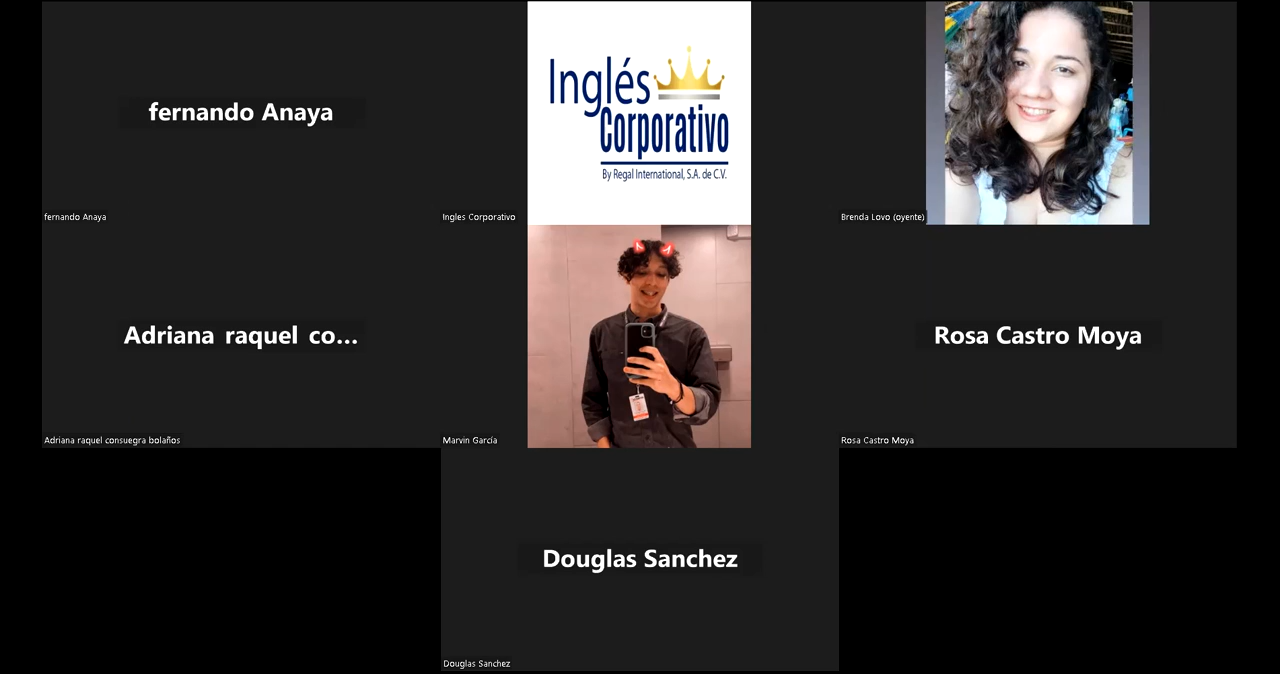 fernando Anaya
fernando Anaya
Inglés
Corporativo
By Regal International, S.A. de C.V.
Ingles Corporativo
Brenda Lovo (oyente)
Adriana raquel co...
Adriana raquel consuegra bolaños
Marvin García
Rosa Castro Moya
Rosa Castro Moya
Douglas Sanchez
Douglas Sanchez